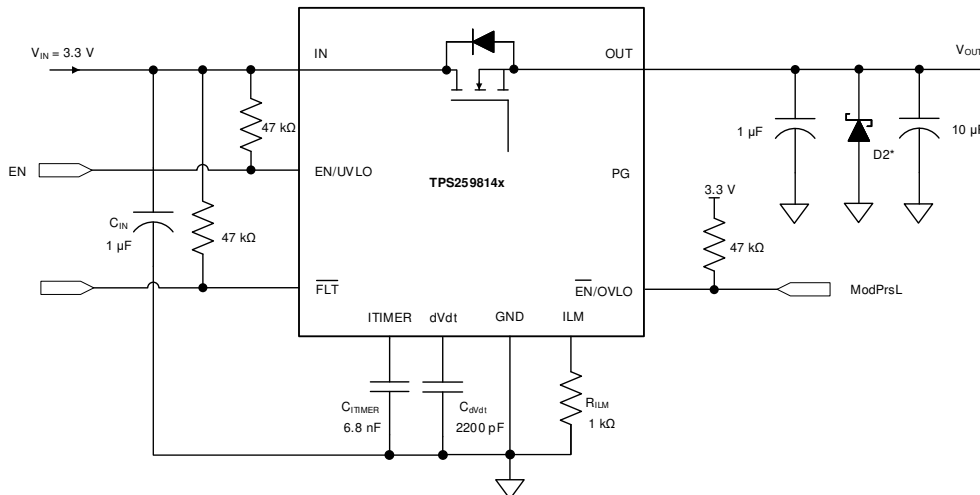 V_IN = 3.3 V
IN
OUT
V_OUT
47 kΩ
1 µF
D2*
10 µF
EN
EN/UVLO
PG
TPS259814x
3.3 V
C_IN
1 µF
47 kΩ
47 kΩ
FLT
EN/OVLO
ModPrsL
ITIMER
dVdt
GND
ILM
C_ITIMER
6.8 nF
C_dVdt
2200 pF
R_ILM
1 kΩ